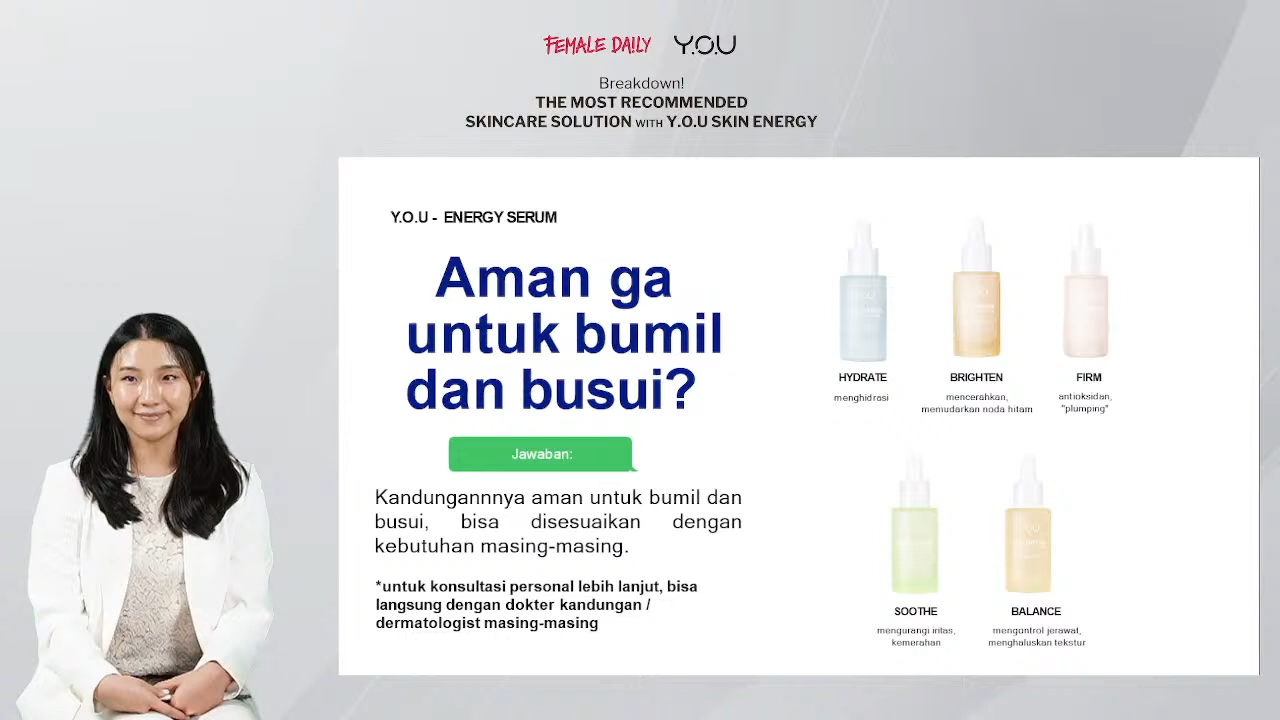 FEMALE DAILY Y.O.U
Breakdown!
THE MOST RECOMMENDED
SKINCARE SOLUTION WITH Y.O.U SKIN ENERGY
Y.O.U - ENERGY SERUM
Aman ga
untuk bumil
dan busui?
Jawaban:
Kandungannnya aman untuk bumil dan
busui, bisa disesuaikan dengan
kebutuhan masing-masing.
*untuk konsultasi personal lebih lanjut, bisa
langsung dengan dokter kandungan /
dermatologist masing-masing
HYDRATE
menghidrasi
BRIGHTEN
mencerahkan,
memudarkan noda hitam
FIRM
antioksidan,
"plumping"
SOOTHE
mengurangi iritas,
kemerahan
Y.O.U
BALANCE
mengontrol jerawat,
menghaluskan tekstur